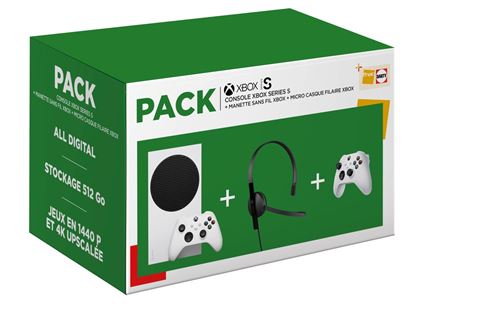 PACK
CONSOLE XBOX SERIES S
+ MANETTE SANS FIL XBOX + MICRO CASQUE FILAIRE XBOX
ALL DIGITAL
STOCKAGE 512 Go
JEUX EN 1440 P
ET 4K UPSCALÉE
PACK
XBOX SERIES S
CONSOLE XBOX SERIES S
+ MANETTE SANS FIL XBOX + MICRO CASQUE FILAIRE XBOX
+
fnac DARTY
+ +